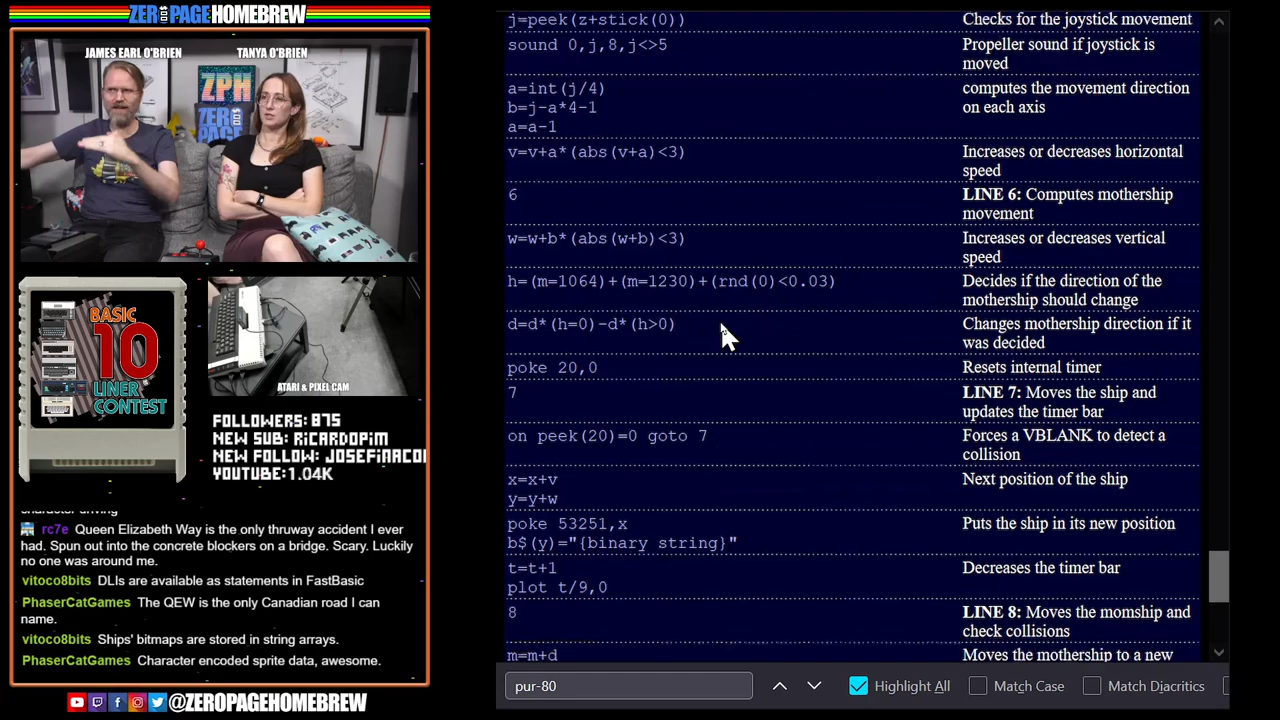 ZEROPAGE HOMEBREW
JAMES EARL O'BRIEN
TANYA O'BRIEN
ZPH
BASIC
10
LINER
CONTEST
ATARI & PIXEL CAM
FOLLOWERS: 875
NEW SUB: RICARDOPIM
NEW FOLLOW: JOSEFINACOR
YOUTUBE:1.04K
character driving
rc7e Queen Elizabeth Way is the only thruway accident I ever
had. Spun out into the concrete blockers on a bridge. Scary. Luckily
no one was around me.
vitoco8bits DLIs are available as statements in FastBasic
PhaserCatGames The QEW is the only Canadian road I can
name.
vitoco8bits Ships' bitmaps are stored in string arrays.
PhaserCatGames Character encoded sprite data, awesome.
@ZEROPAGEHOMEBREW
j=peek(z+stick(0))
Checks for the joystick movement
sound 0,j,8,j<>5
Propeller sound if joystick is
moved
a=int(j/4)
b=j-a*4-1
a=a-1
computes the movement direction
on each axis
v=v+a*(abs(v+a)<3)
Increases or decreases horizontal
speed
6
LINE 6: Computes mothership
movement
w=w+b*(abs(w+b)<3)
Increases or decreases vertical
speed
h=(m=1064)+(m=1230)+(rnd(0)<0.03)
Decides if the direction of the
mothership should change
d=d*(h=0)-d*(h>0)
Changes mothership direction if it
was decided
poke 20,0
Resets internal timer
7
LINE 7: Moves the ship and
updates the timer bar
on peek(20)=0 goto 7
Forces a VBLANK to detect a
collision
x=x+v
y=y+w
Next position of the ship
poke 53251,x
b$(y)="{binary string}"
Puts the ship in its new position
t=t+1
plot t/9,0
Decreases the timer bar
8
LINE 8: Moves the momship and
check collisions
m=m+d
Moves the mothership to a new
pur-80
Highlight All
Match Case
Match Diacritics